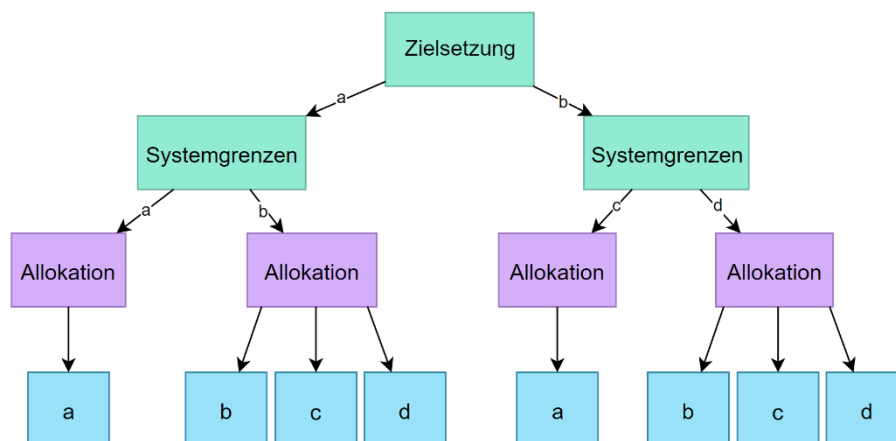 Zielsetzung
a
b
Systemgrenzen
Systemgrenzen
a
b
c
d
Allokation
Allokation
Allokation
Allokation
a
b
c
d
a
b
c
d